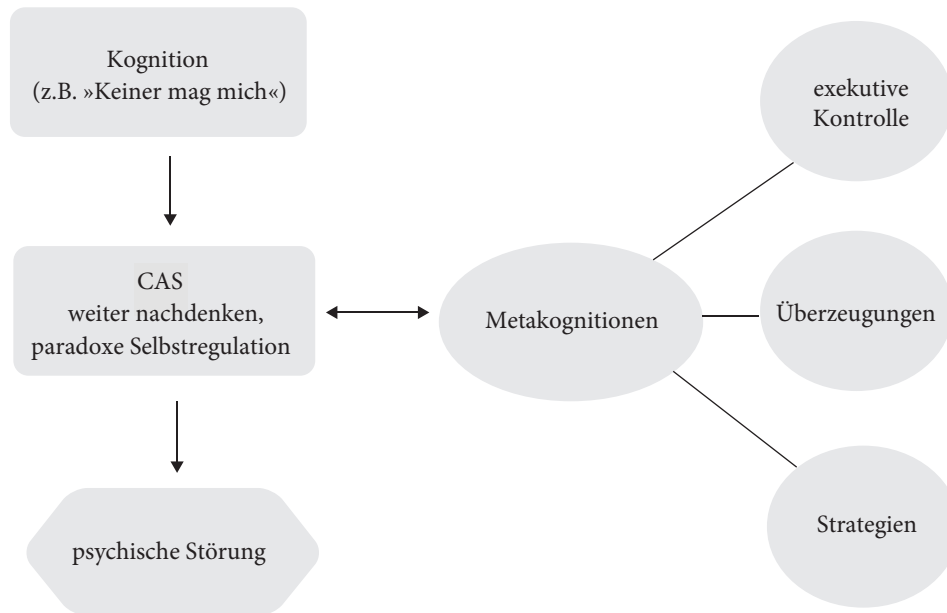 Kognition
(z.B. »Keiner mag mich«)
CAS
weiter nachdenken,
paradoxe Selbstregulation
psychische Störung
Metakognitionen
exekutive
Kontrolle
Überzeugungen
Strategien